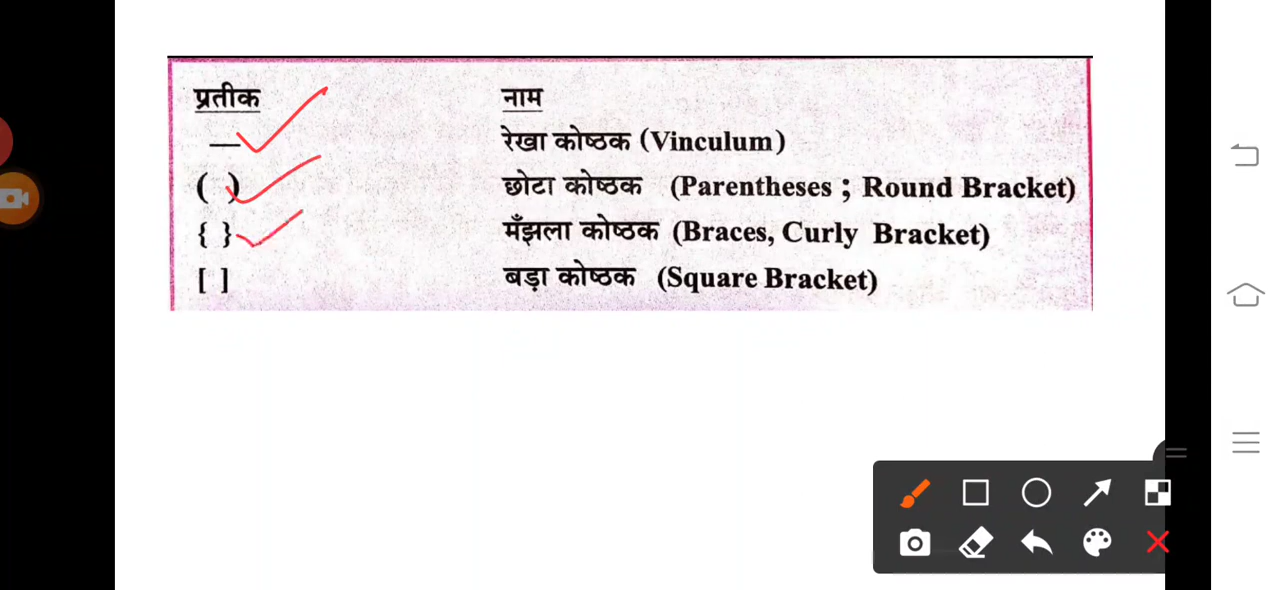 प्रतीक नाम
— रेखा कोष्ठक (Vinculum)
( ) छोटा कोष्ठक (Parentheses ; Round Bracket)
{ } मँझला कोष्ठक (Braces, Curly Bracket)
[ ] बड़ा कोष्ठक (Square Bracket)